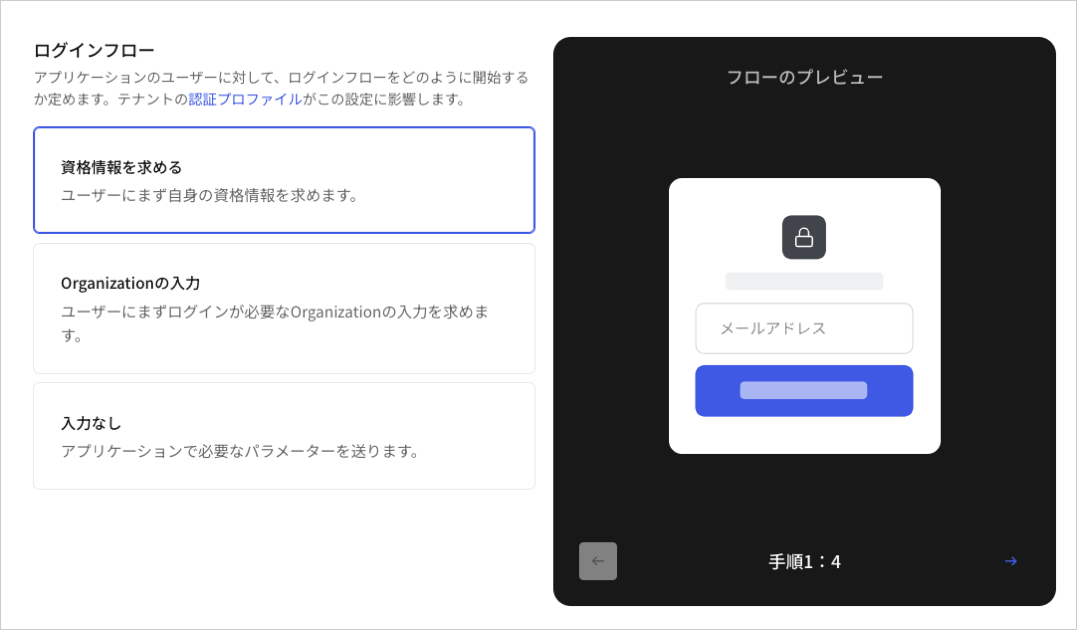 ログインフロー
アプリケーションのユーザーに対して、ログインフローをどのように開始する
か定めます。テナントの認証プロファイルがこの設定に影響します。
資格情報を求める
ユーザーにまず自身の資格情報を求めます。
Organizationの入力
ユーザーにまずログインが必要なOrganizationの入力を求めま
す。
入力なし
アプリケーションで必要なパラメーターを送ります。
フローのプレビュー
メールアドレス
手順1：4